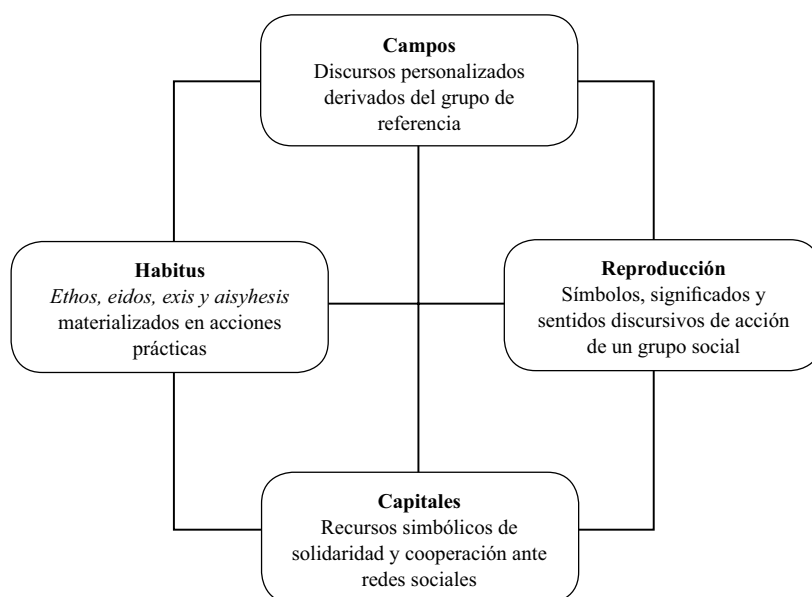 Campos
Discursos personalizados
derivados del grupo de
referencia
Habitus
Ethos, eidos, exis y aisyhesis
materializados en acciones
prácticas
Reproducción
Símbolos, significados y
sentidos discursivos de acción
de un grupo social
Capitales
Recursos simbólicos de
solidaridad y cooperación ante
redes sociales